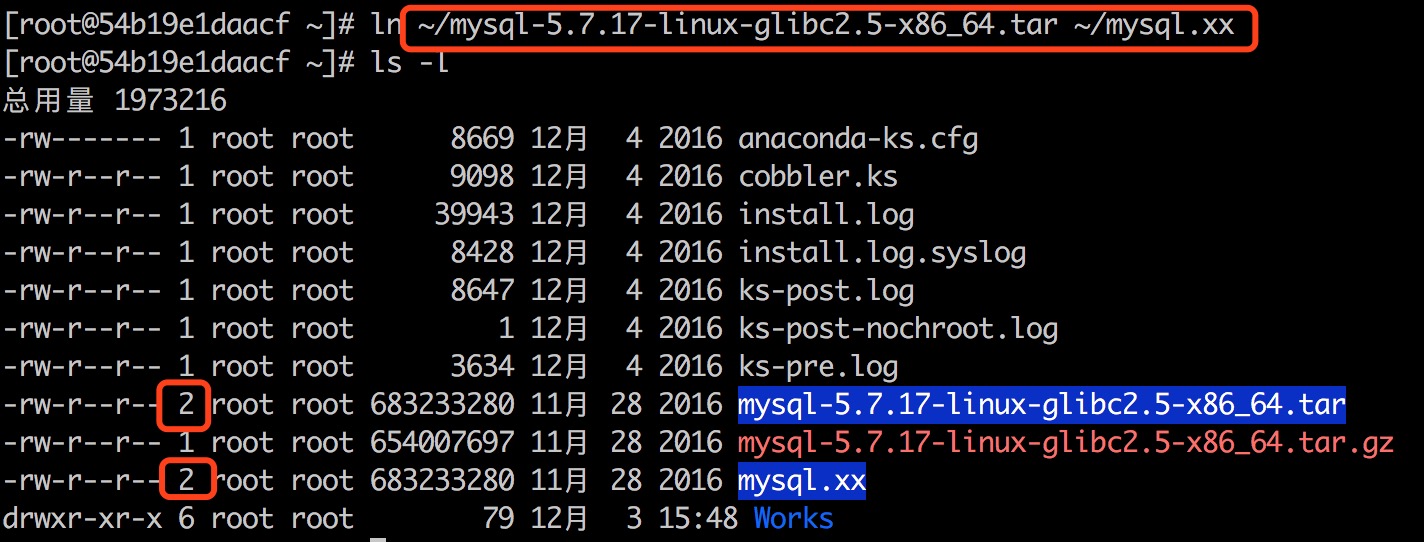 [root@54b19e1daacf ~]# ln ~/mysql-5.7.17-linux-glibc2.5-x86_64.tar ~/mysql.xx
[root@54b19e1daacf ~]# ls -l
总用量 1973216
-rw------- 1 root root      8669 12月  4 2016 anaconda-ks.cfg
-rw-r--r-- 1 root root      9098 12月  4 2016 cobbler.ks
-rw-r--r-- 1 root root     39943 12月  4 2016 install.log
-rw-r--r-- 1 root root      8428 12月  4 2016 install.log.syslog
-rw-r--r-- 1 root root      8647 12月  4 2016 ks-post.log
-rw-r--r-- 1 root root         1 12月  4 2016 ks-post-nochroot.log
-rw-r--r-- 1 root root      3634 12月  4 2016 ks-pre.log
-rw-r--r-- 2 root root 683233280 11月 28 2016 mysql-5.7.17-linux-glibc2.5-x86_64.tar
-rw-r--r-- 1 root root 654007697 11月 28 2016 mysql-5.7.17-linux-glibc2.5-x86_64.tar.gz
-rw-r--r-- 2 root root 683233280 11月 28 2016 mysql.xx
drwxr-xr-x 6 root root        79 12月  3 15:48 Works